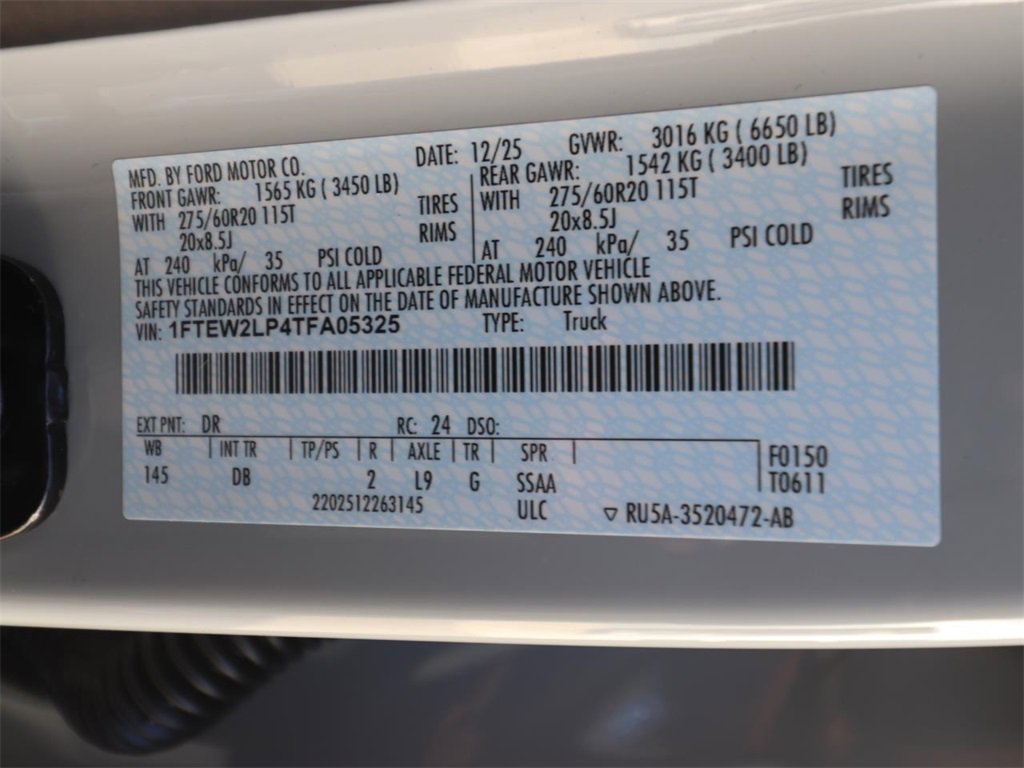 MFD. BY FORD MOTOR CO. DATE: 12/25 GVWR: 3016 KG ( 6650 LB)
FRONT GAWR: 1565 KG ( 3450 LB) REAR GAWR: 1542 KG ( 3400 LB)
WITH 275/60R20 115T TIRES WITH 275/60R20 115T TIRES
20x8.5J RIMS 20x8.5J RIMS
AT 240 kPa/ 35 PSI COLD AT 240 kPa/ 35 PSI COLD
THIS VEHICLE CONFORMS TO ALL APPLICABLE FEDERAL MOTOR VEHICLE
SAFETY STANDARDS IN EFFECT ON THE DATE OF MANUFACTURE SHOWN ABOVE.
VIN: 1FTEW2LP4TFA05325 TYPE: Truck
EXT PNT: DR RC: 24 DSO:
WB INT TR TP/PS R AXLE TR SPR F0150
145 DB 2 L9 G SSAA T0611
2202512263145 ULC ▽ RU5A-3520472-AB